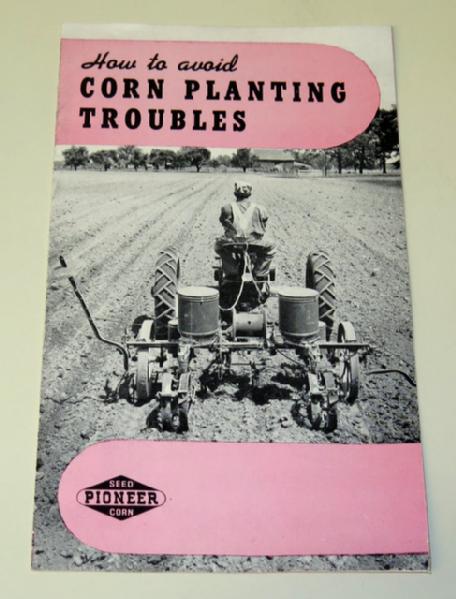 How to avoid
CORN PLANTING
TROUBLES
SEED
PIONEER
CORN